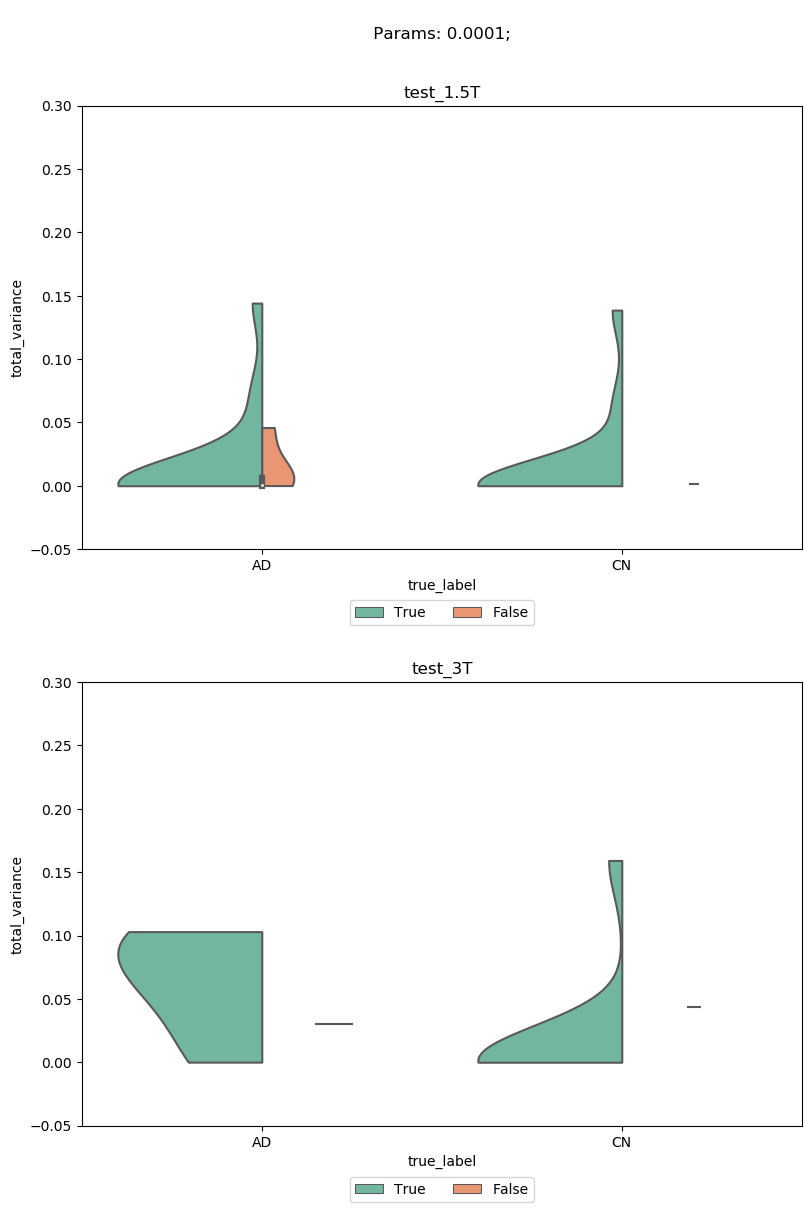 Params: 0.0001;
test_1.5T
0.30
0.25
0.20
0.15
0.10
0.05
0.00
−0.05
total_variance
AD CN
true_label
True False
test_3T
0.30
0.25
0.20
0.15
0.10
0.05
0.00
−0.05
total_variance
AD CN
true_label
True False